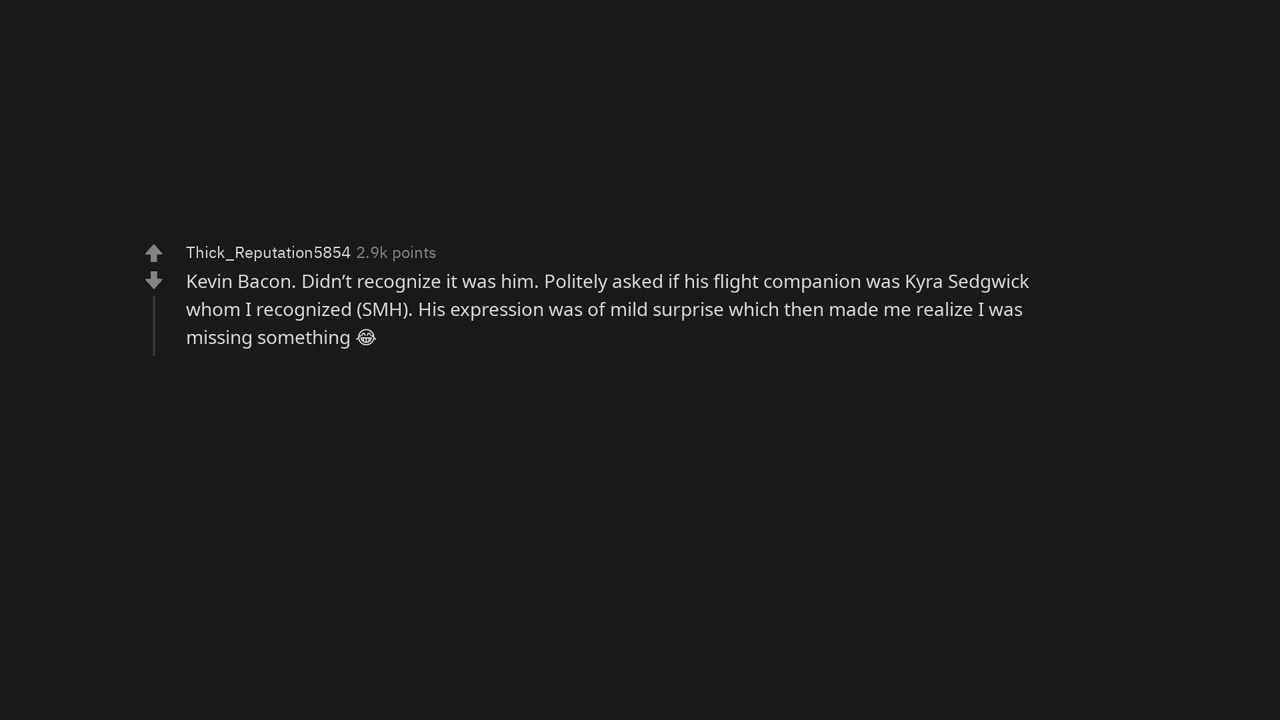 Thick_Reputation5854 2.9k points
Kevin Bacon. Didn’t recognize it was him. Politely asked if his flight companion was Kyra Sedgwick
whom I recognized (SMH). His expression was of mild surprise which then made me realize I was
missing something 😂